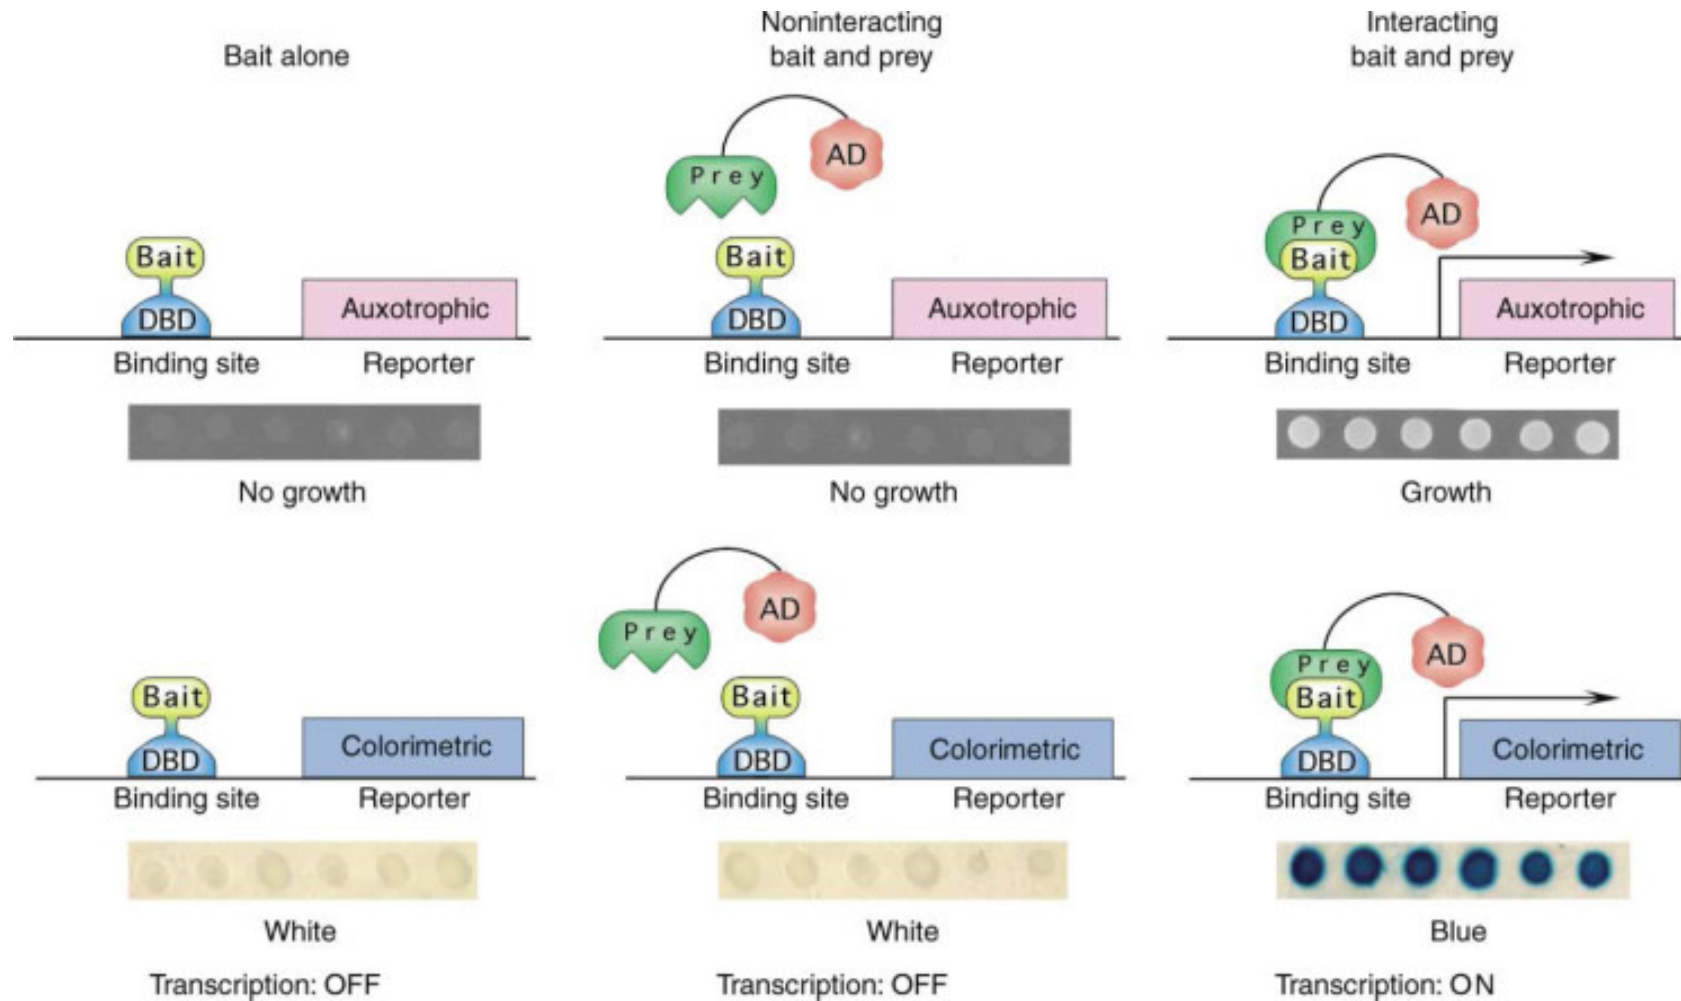 Bait alone
Noninteracting
bait and prey
Interacting
bait and prey
Prey
AD
Prey
AD
Bait
Bait
Bait
DBD
Auxotrophic
DBD
Auxotrophic
DBD
Auxotrophic
Binding site
Reporter
Binding site
Reporter
Binding site
Reporter
No growth
No growth
Growth
Prey
AD
Prey
AD
Bait
Bait
Bait
DBD
Colorimetric
DBD
Colorimetric
DBD
Colorimetric
Binding site
Reporter
Binding site
Reporter
Binding site
Reporter
White
White
Blue
Transcription: OFF
Transcription: OFF
Transcription: ON